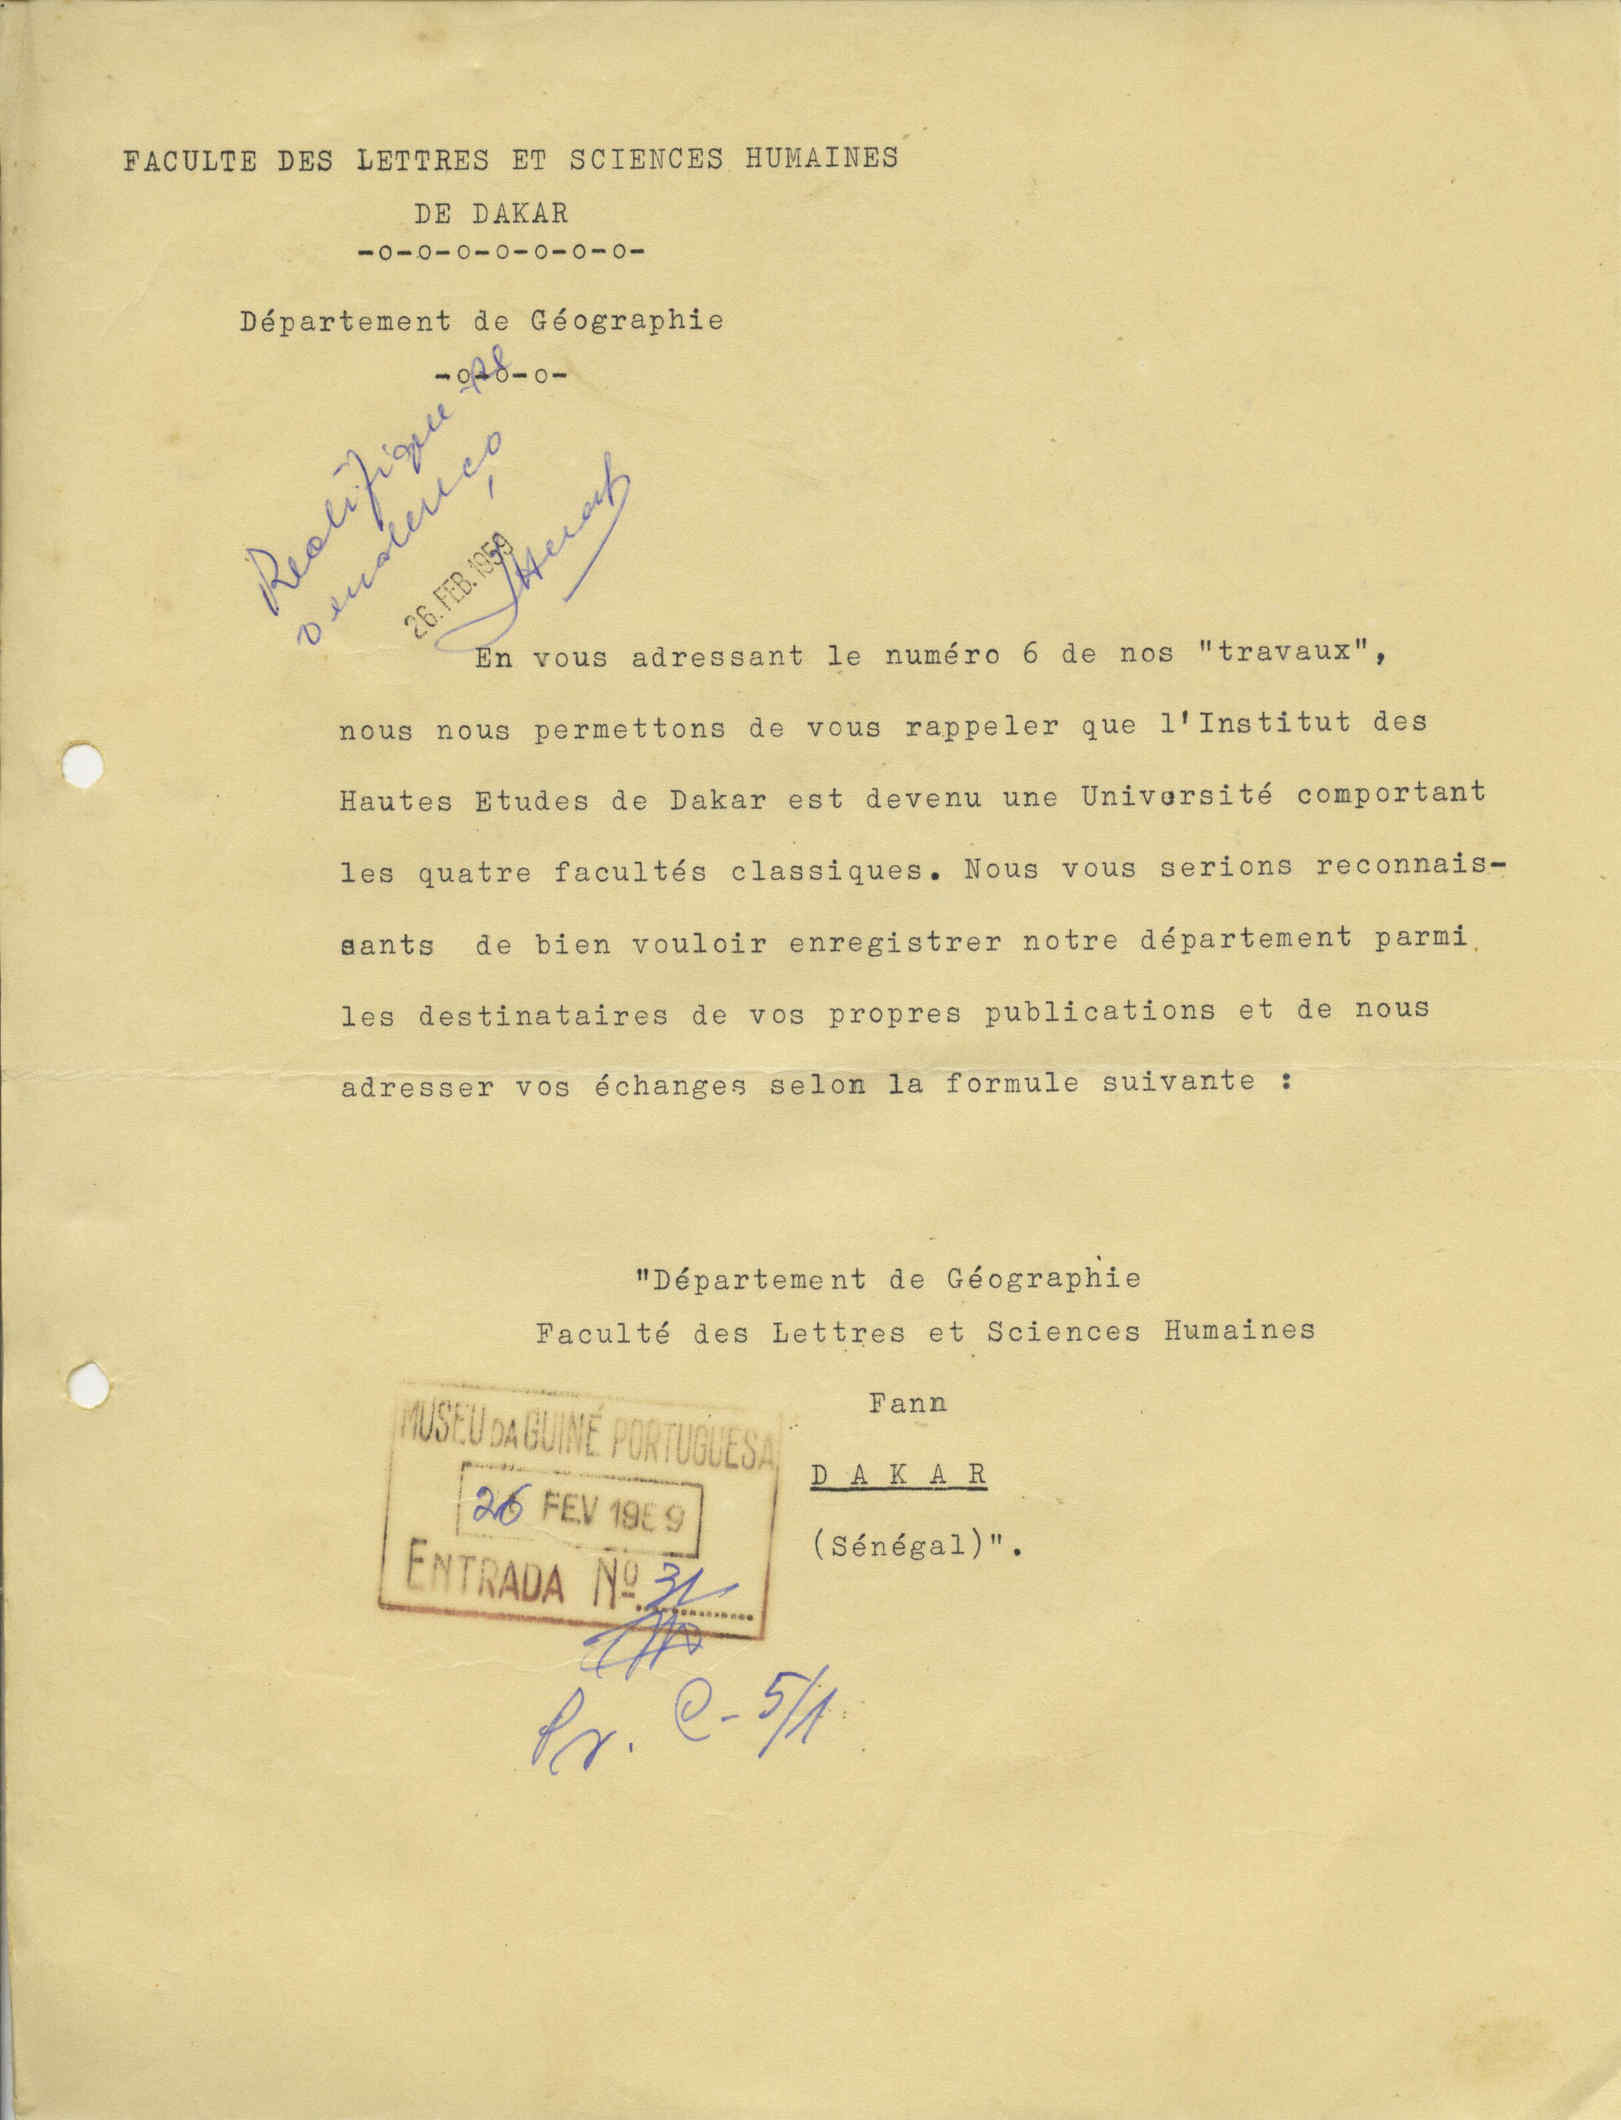 FACULTE DES LETTRES ET SCIENCES HUMAINES
DE DAKAR
-o-o-o-o-o-o-o-
Département de Géographie
-o-o-o-
Rectifique-se
o endereço
26.FEB.1959
En vous adressant le numéro 6 de nos "travaux",
nous nous permettons de vous rappeler que l'Institut des
Hautes Etudes de Dakar est devenu une Université comportant
les quatre facultés classiques. Nous vous serions reconnais-
sants de bien vouloir enregistrer notre département parmi
les destinataires de vos propres publications et de nous
adresser vos échanges selon la formule suivante :
"Département de Géographie
Faculté des Lettres et Sciences Humaines
Fann
D A K A R
(Sénégal)".
MUSEU DA GUINÉ PORTUGUESA
26 FEV 1959
ENTRADA Nº 31
Pr. C-5/1